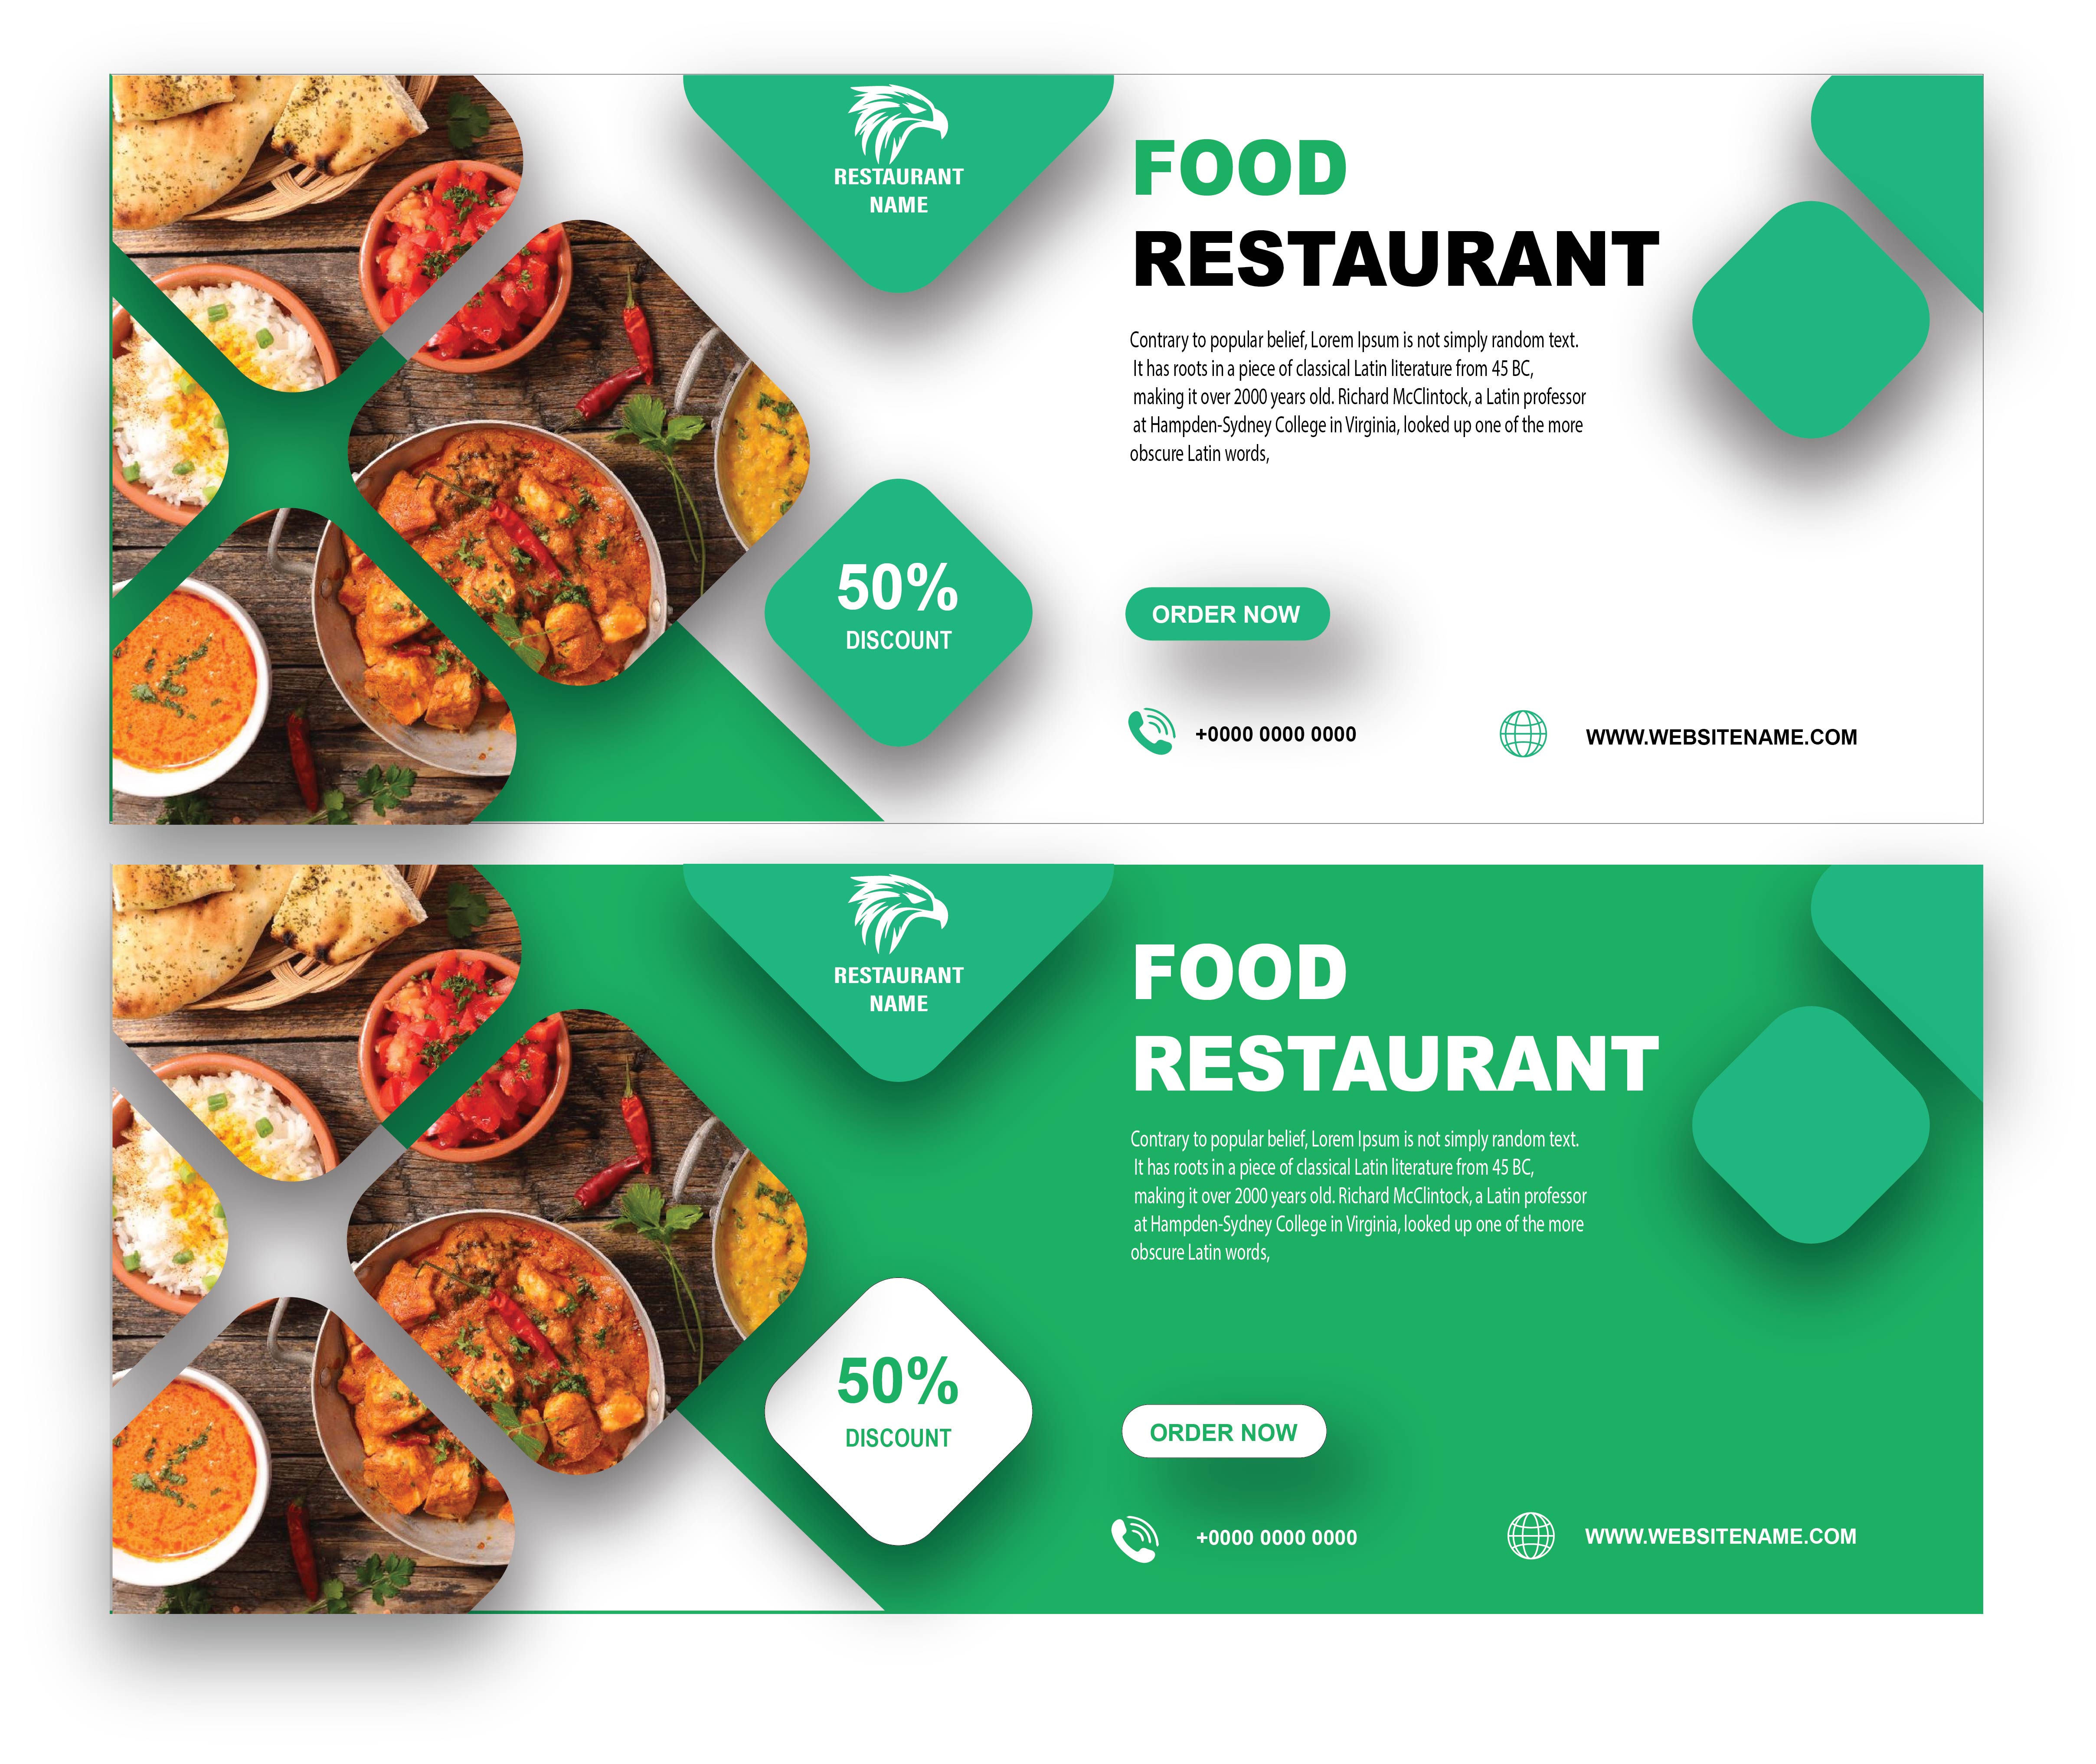 RESTAURANT
NAME
FOOD
RESTAURANT
Contrary to popular belief, Lorem Ipsum is not simply random text.
It has roots in a piece of classical Latin literature from 45 BC,
making it over 2000 years old. Richard McClintock, a Latin professor
at Hampden-Sydney College in Virginia, looked up one of the more
obscure Latin words,
50%
DISCOUNT
ORDER NOW
+0000 0000 0000
WWW.WEBSITENAME.COM
RESTAURANT
NAME
FOOD
RESTAURANT
Contrary to popular belief, Lorem Ipsum is not simply random text.
It has roots in a piece of classical Latin literature from 45 BC,
making it over 2000 years old. Richard McClintock, a Latin professor
at Hampden-Sydney College in Virginia, looked up one of the more
obscure Latin words,
50%
DISCOUNT
ORDER NOW
+0000 0000 0000
WWW.WEBSITENAME.COM